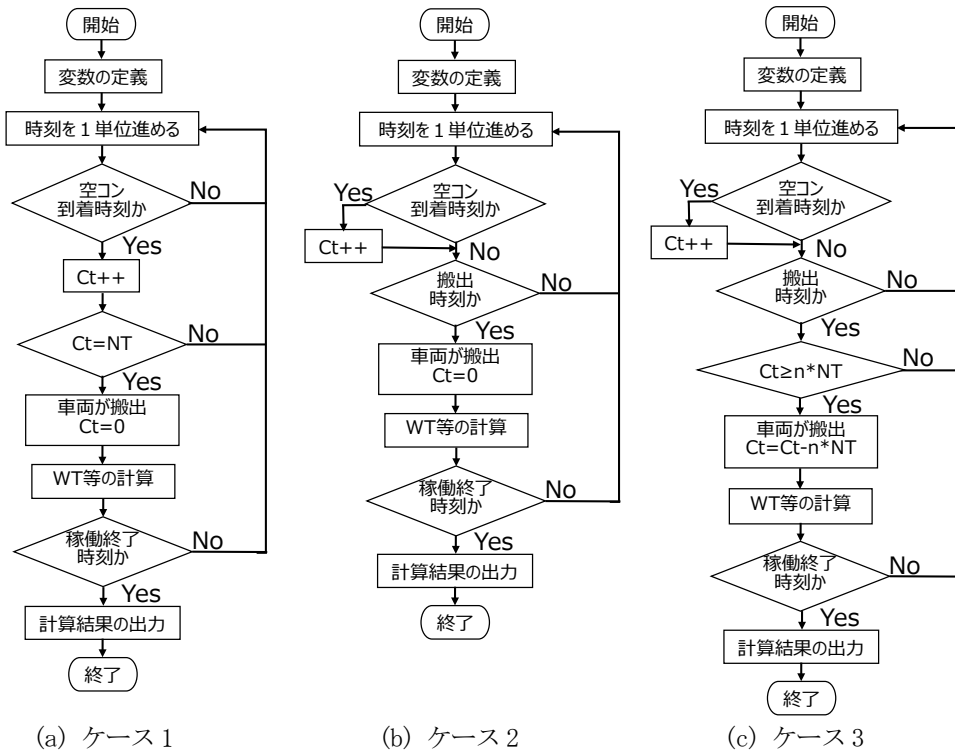 開始
変数の定義
時刻を1単位進める
空コン
到着時刻か
No
Yes
Ct++
Ct=NT
No
Yes
車両が搬出
Ct=0
WT等の計算
稼働終了
時刻か
No
Yes
計算結果の出力
終了
(a) ケース1
開始
変数の定義
時刻を1単位進める
空コン
到着時刻か
Yes
Ct++
No
搬出
時刻か
No
Yes
車両が搬出
Ct=0
WT等の計算
稼働終了
時刻か
No
Yes
計算結果の出力
終了
(b) ケース2
開始
変数の定義
時刻を1単位進める
空コン
到着時刻か
Yes
Ct++
No
搬出
時刻か
No
Yes
Ct≥n*NT
No
Yes
車両が搬出
Ct=Ct-n*NT
WT等の計算
稼働終了
時刻か
No
Yes
計算結果の出力
終了
(c) ケース3